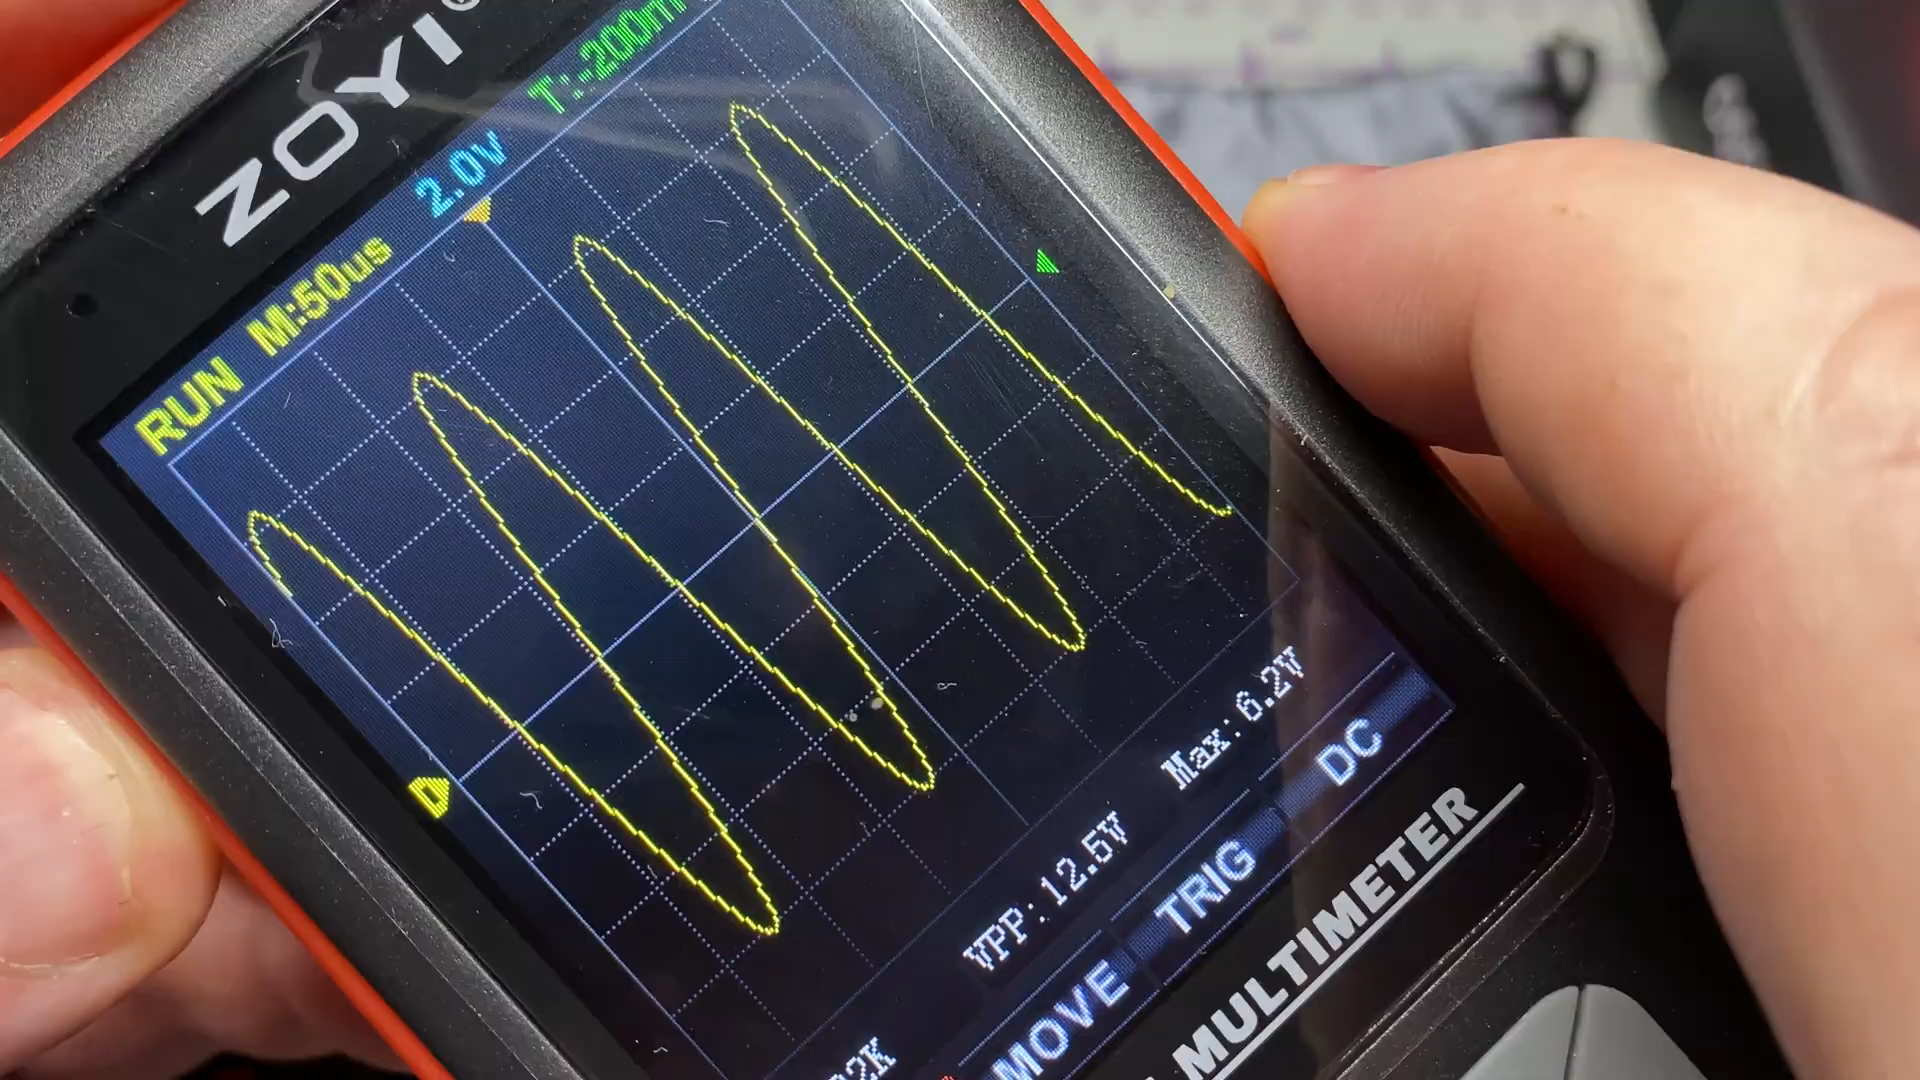 ZOYI®
RUN M:50us 2.0V T:-200m
D
VPP:12.5V Max:6.2V
MOVE TRIG DC
MULTIMETER